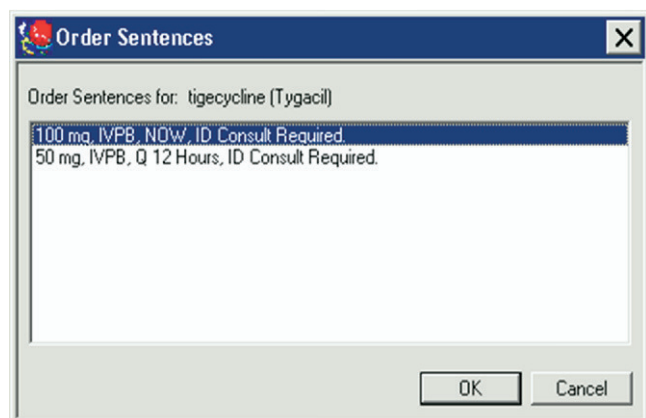 Order Sentences
Order Sentences for: tigecycline (Tygacil)
100 mg, IVPB, NOW, ID Consult Required.
50 mg, IVPB, Q 12 Hours, ID Consult Required.
OK Cancel